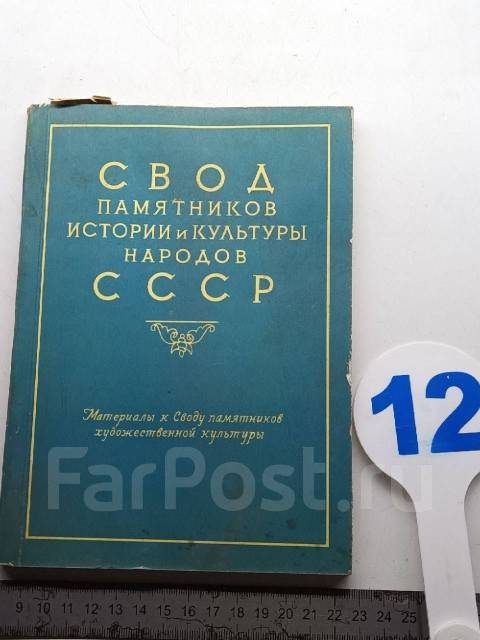 СВОД
ПАМЯТНИКОВ
ИСТОРИИ и КУЛЬТУРЫ
НАРОДОВ
СССР
Материалы к Своду памятников
художественной культуры
12
FarPost.ru
9 10 11 12 13 14 15 16 17 18 19 20 21 22 23 24 25